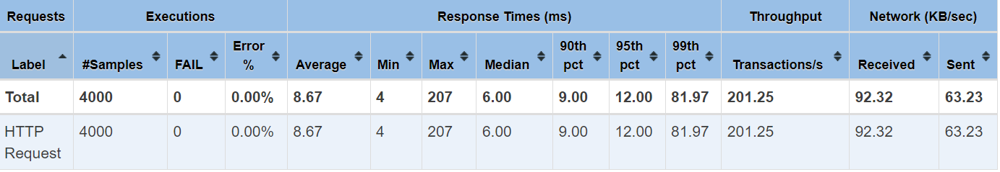 Requests Executions Response Times (ms) Throughput Network (KB/sec)
Label #Samples FAIL Error % Average Min Max Median 90th pct 95th pct 99th pct Transactions/s Received Sent
Total 4000 0 0.00% 8.67 4 207 6.00 9.00 12.00 81.97 201.25 92.32 63.23
HTTP Request 4000 0 0.00% 8.67 4 207 6.00 9.00 12.00 81.97 201.25 92.32 63.23